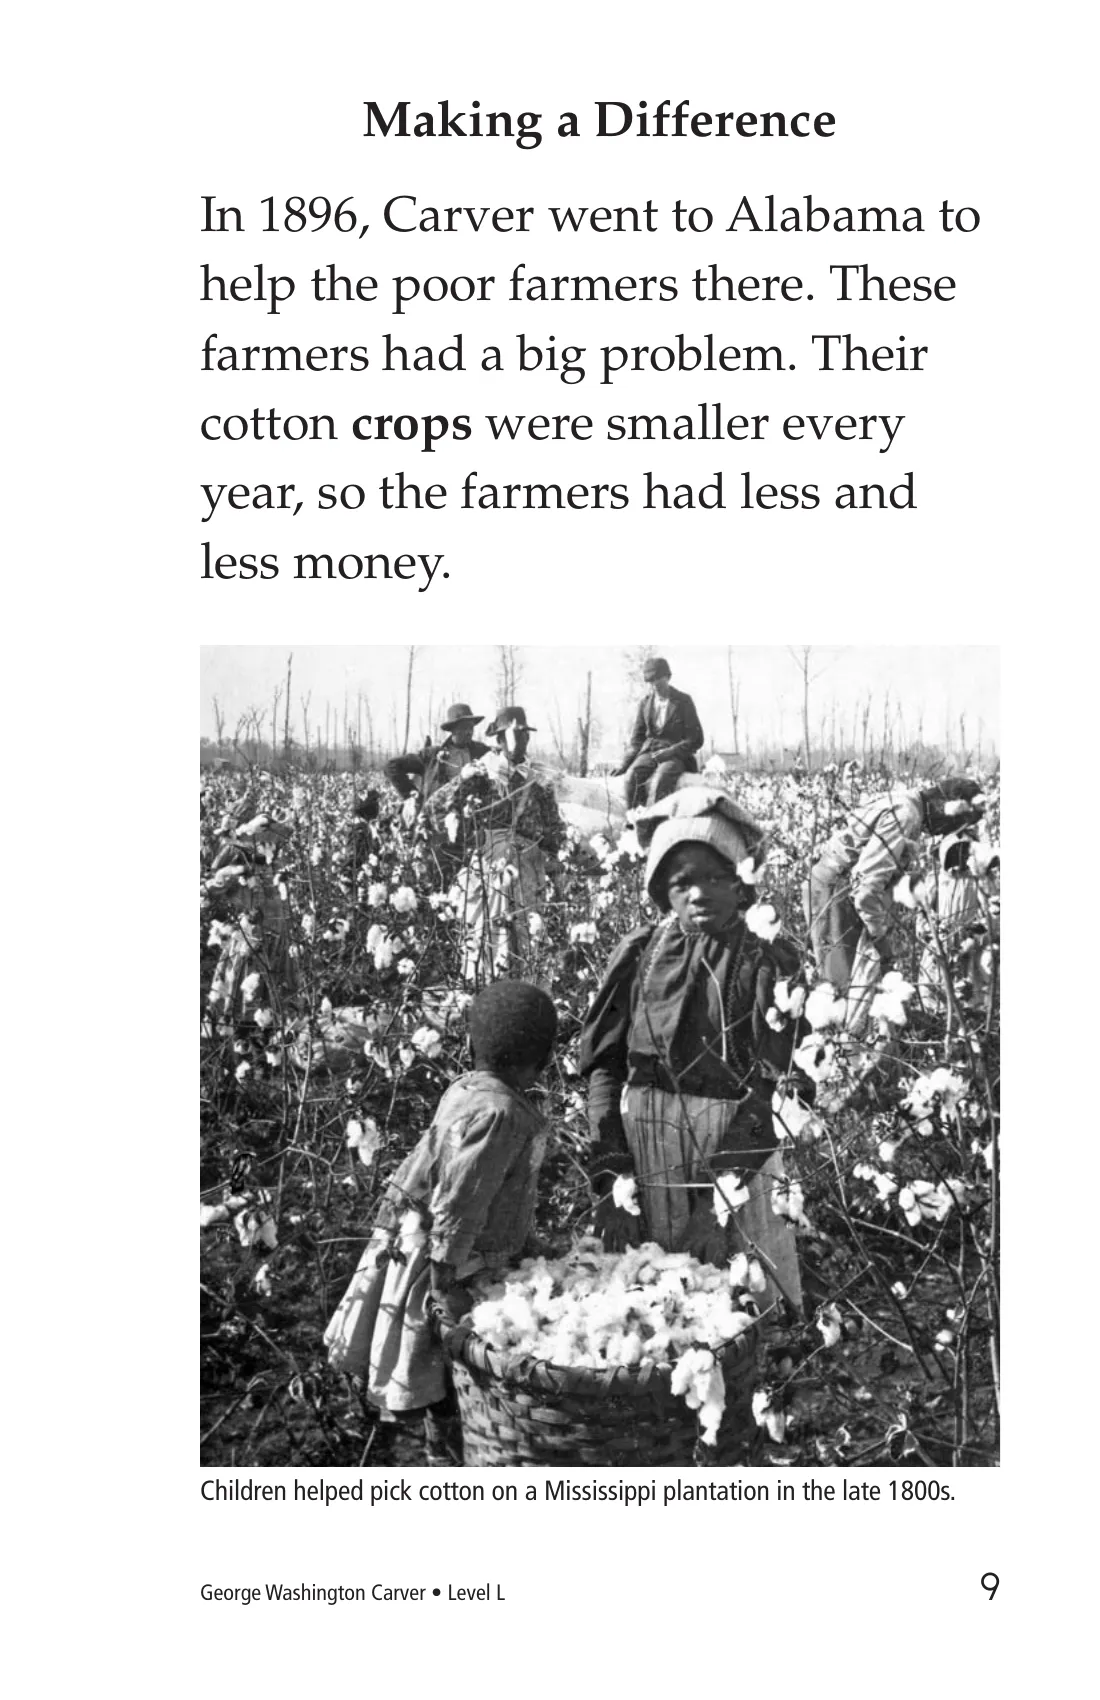 Making a Difference
In 1896, Carver went to Alabama to
help the poor farmers there. These
farmers had a big problem. Their
cotton crops were smaller every
year, so the farmers had less and
less money.
Children helped pick cotton on a Mississippi plantation in the late 1800s.
George Washington Carver • Level L
9